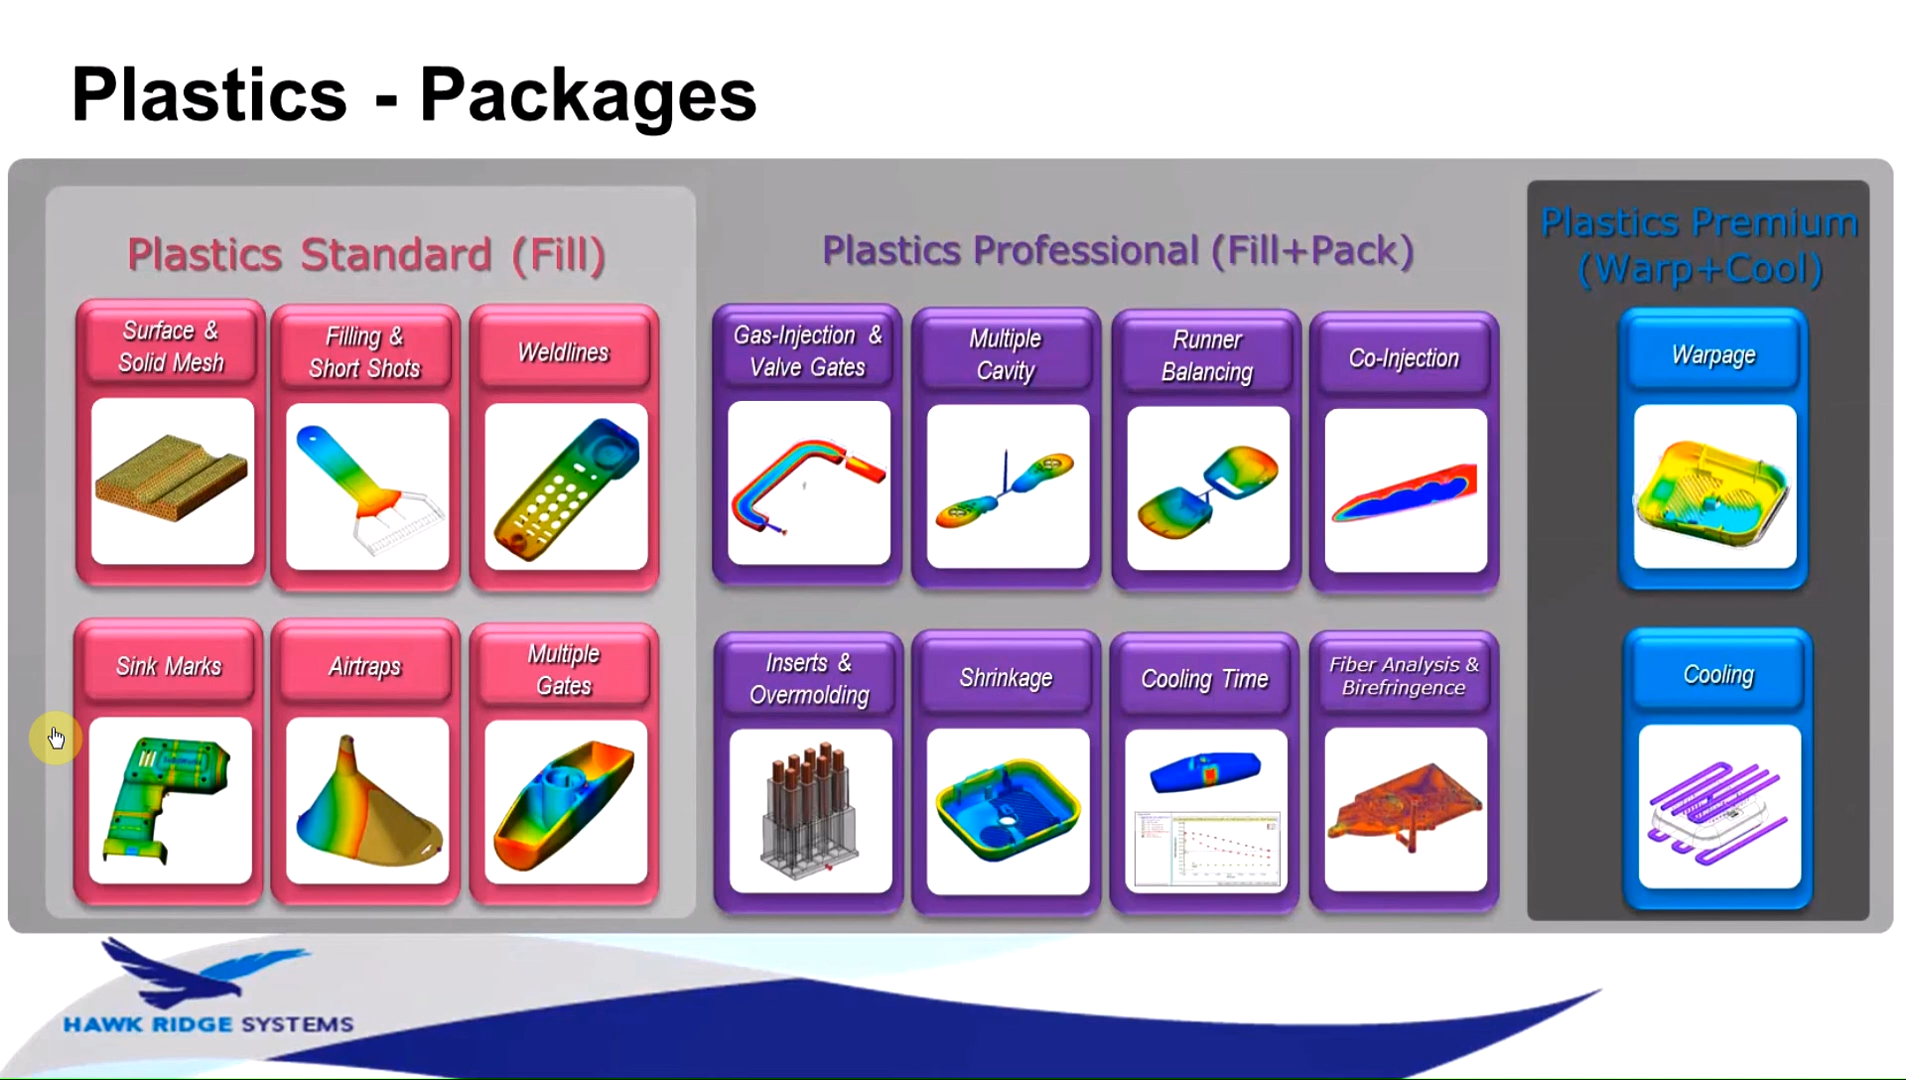 Plastics - Packages
Plastics Standard (Fill)
Surface &
Solid Mesh
Filling &
Short Shots
Weldlines
Sink Marks
Airtraps
Multiple
Gates
Plastics Professional (Fill+Pack)
Gas-Injection &
Valve Gates
Multiple
Cavity
Runner
Balancing
Co-Injection
Inserts &
Overmolding
Shrinkage
Cooling Time
Fiber Analysis &
Birefringence
Plastics Premium
(Warp+Cool)
Warpage
Cooling
HAWK RIDGE SYSTEMS